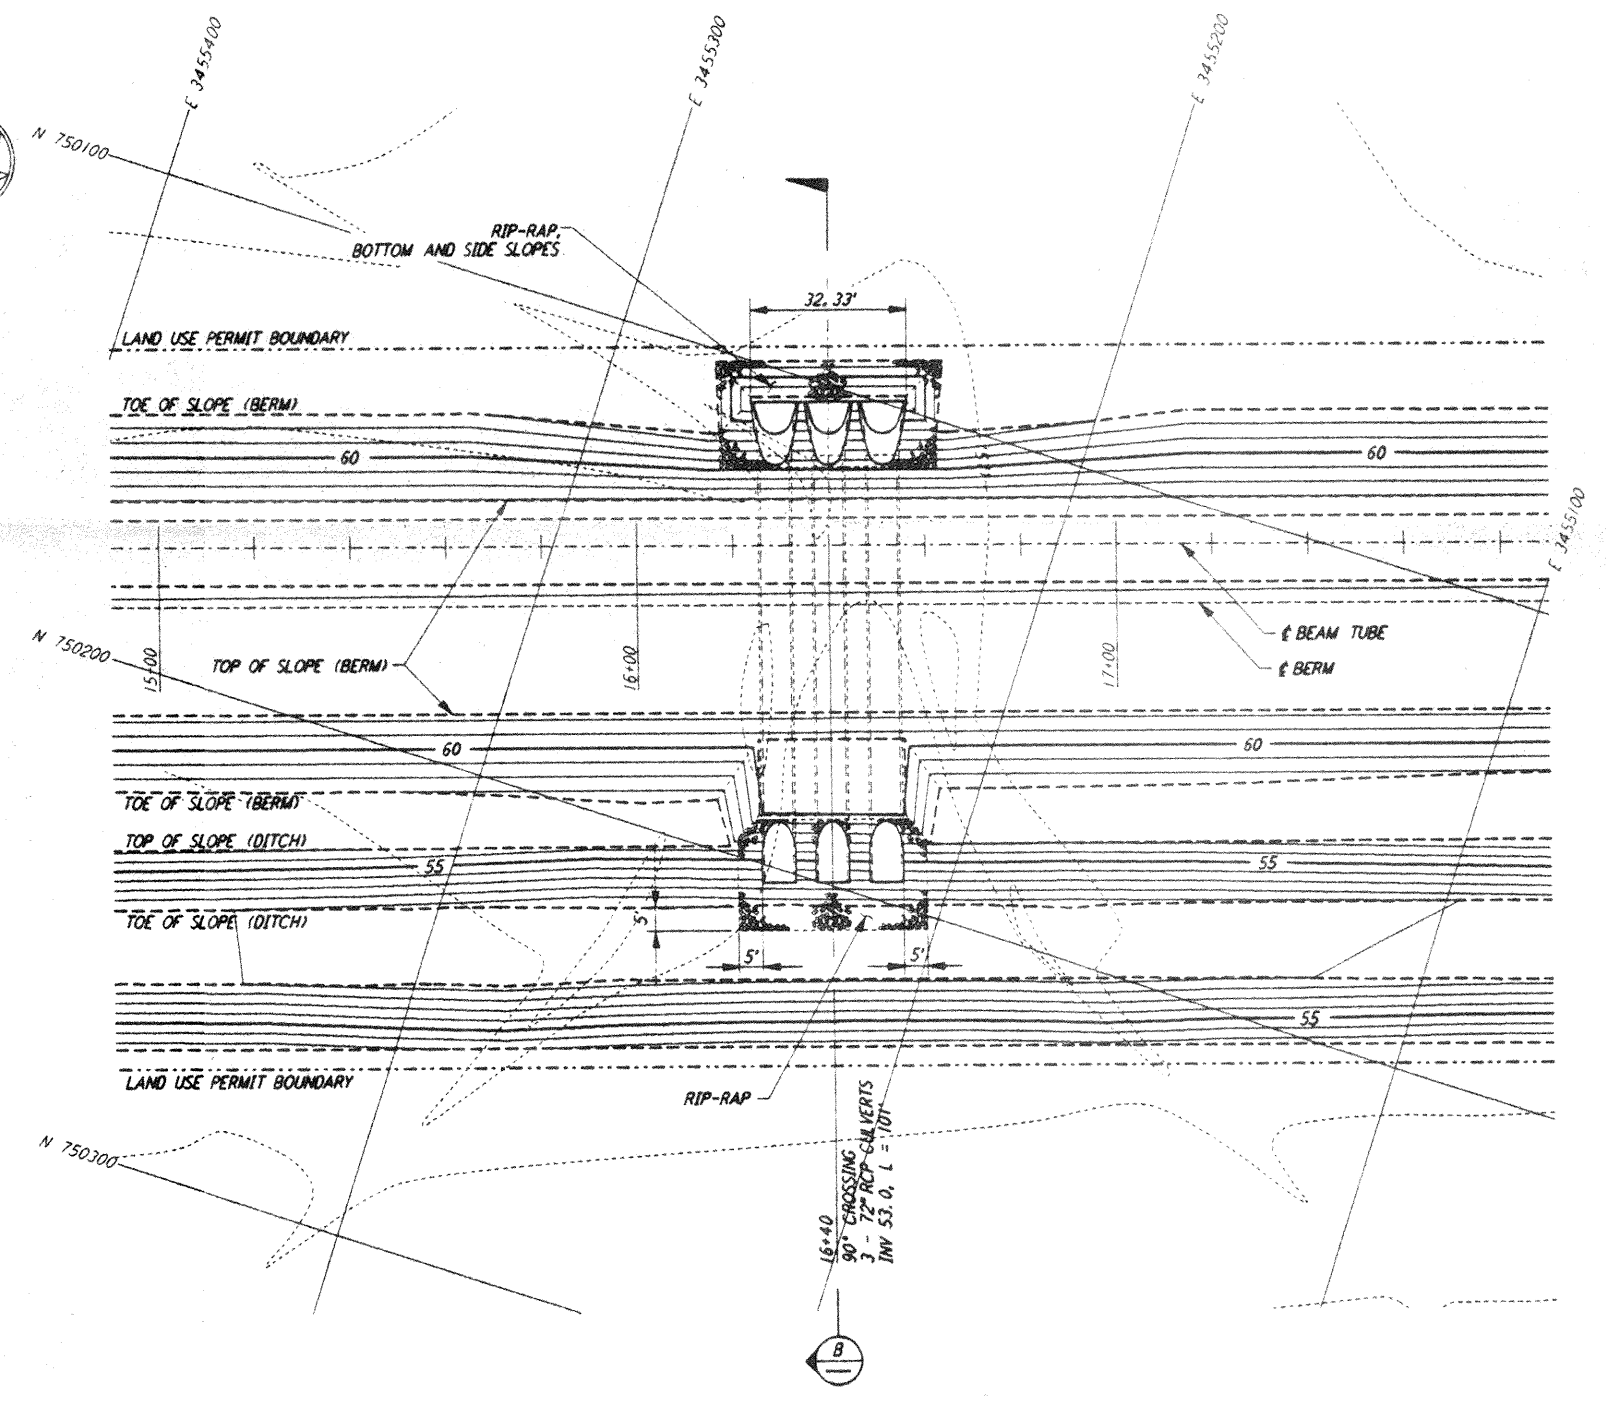 E 3455400
E 3455300
E 3455200
N 750100
RIP-RAP,
BOTTOM AND SIDE SLOPES
32.33'
LAND USE PERMIT BOUNDARY
TOE OF SLOPE (BERM)
60
60
5'
E 3455100
N 750200
15+00
16+00
17+00
TOP OF SLOPE (BERM)
℄ BEAM TUBE
℄ BERM
60
60
TOE OF SLOPE (BERM)
TOP OF SLOPE (DITCH)
55
55
TOE OF SLOPE (DITCH)
5'
5'
5'
55
LAND USE PERMIT BOUNDARY
RIP-RAP
N 750300
16+40
90° CROSSING
3 - 72" RCP CULVERTS
INV 53.0, L = 101'
B